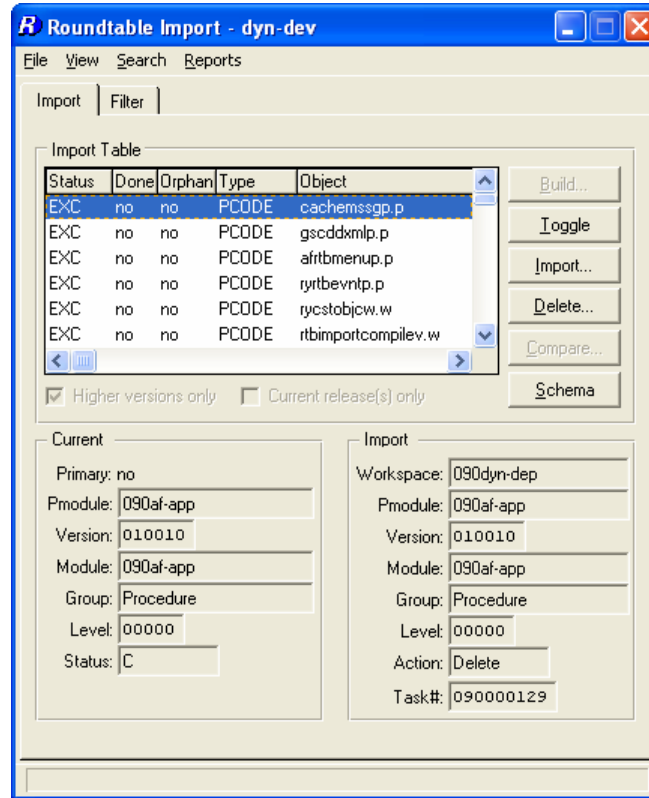 Roundtable Import - dyn-dev
File View Search Reports
Import Filter
Import Table
Status Done Orphan Type Object
EXC no no PCODE cachemssgp.p
EXC no no PCODE gscddxmlp.p
EXC no no PCODE afrtbmenup.p
EXC no no PCODE ryrtbevntp.p
EXC no no PCODE rycstobjcw.w
EXC no no PCODE rtbimportcompilev.w
Build...
Toggle
Import...
Delete...
Compare...
Schema
Higher versions only Current release(s) only
Current
Primary: no
Pmodule: 090af-app
Version: 010010
Module: 090af-app
Group: Procedure
Level: 00000
Status: C
Import
Workspace: 090dyn-dep
Pmodule: 090af-app
Version: 010010
Module: 090af-app
Group: Procedure
Level: 00000
Action: Delete
Task#: 090000129